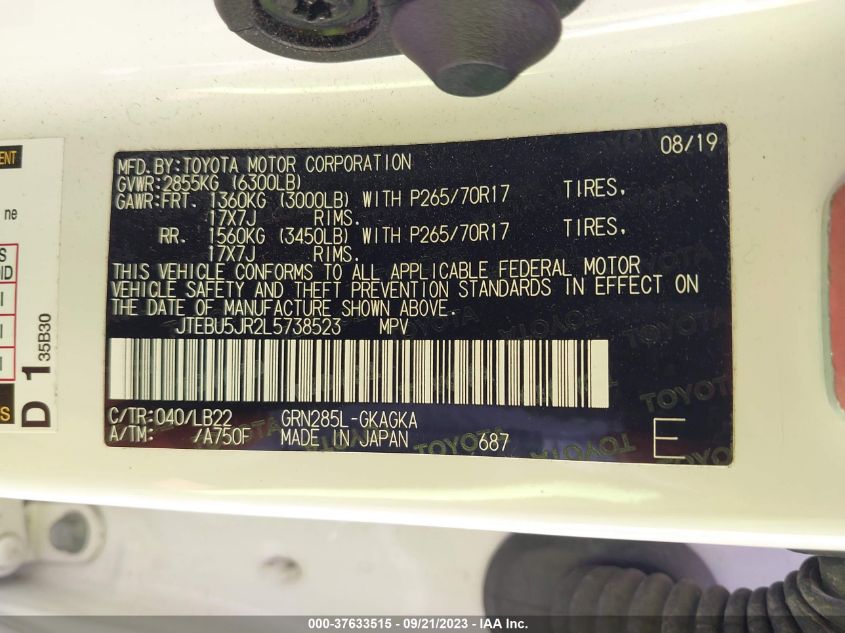 08/19
MFD.BY:TOYOTA MOTOR CORPORATION
GVWR:2855KG (6300LB)
GAWR:FRT. 1360KG (3000LB) WITH P265/70R17 TIRES,
17X7J RIMS.
RR. 1560KG (3450LB) WITH P265/70R17 TIRES,
17X7J RIMS.
THIS VEHICLE CONFORMS TO ALL APPLICABLE FEDERAL MOTOR
VEHICLE SAFETY AND THEFT PREVENTION STANDARDS IN EFFECT ON
THE DATE OF MANUFACTURE SHOWN ABOVE.
JTEBU5JR2L5738523 MPV
C/TR:040/LB22 GRN285L-GKAGKA
A/TM: /A750F MADE IN JAPAN 687 E
ne
D 1 35B30
TOYOTA
000-37633515 - 09/21/2023 - IAA Inc.